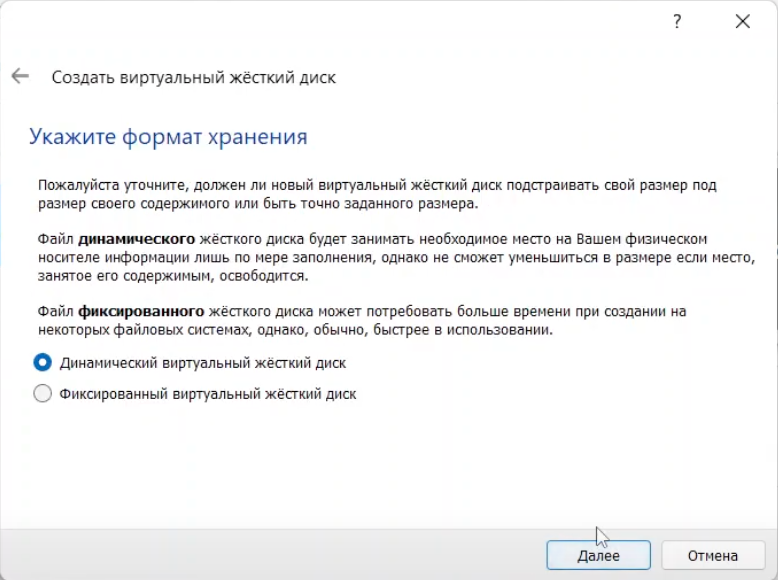 ?
Создать виртуальный жёсткий диск
Укажите формат хранения
Пожалуйста уточните, должен ли новый виртуальный жёсткий диск подстраивать свой размер под
размер своего содержимого или быть точно заданного размера.
Файл динамического жёсткого диска будет занимать необходимое место на Вашем физическом
носителе информации лишь по мере заполнения, однако не сможет уменьшиться в размере если место,
занятое его содержимым, освободится.
Файл фиксированного жёсткого диска может потребовать больше времени при создании на
некоторых файловых системах, однако, обычно, быстрее в использовании.
Динамический виртуальный жёсткий диск
Фиксированный виртуальный жёсткий диск
Далее
Отмена